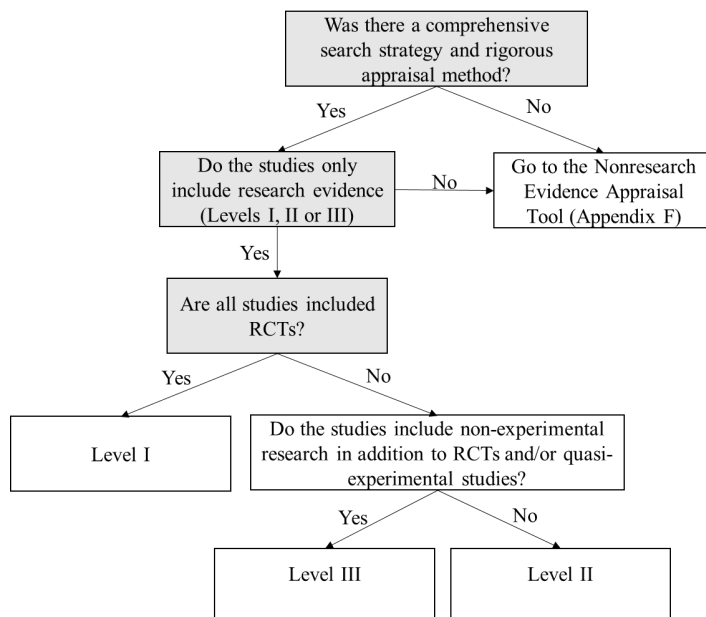 Was there a comprehensive
search strategy and rigorous
appraisal method?
Yes
No
Do the studies only
include research evidence
(Levels I, II or III)
No
Go to the Nonresearch
Evidence Appraisal
Tool (Appendix F)
Yes
Are all studies included
RCTs?
Yes
No
Level I
Do the studies include non-experimental
research in addition to RCTs and/or quasi-
experimental studies?
Yes
No
Level III
Level II